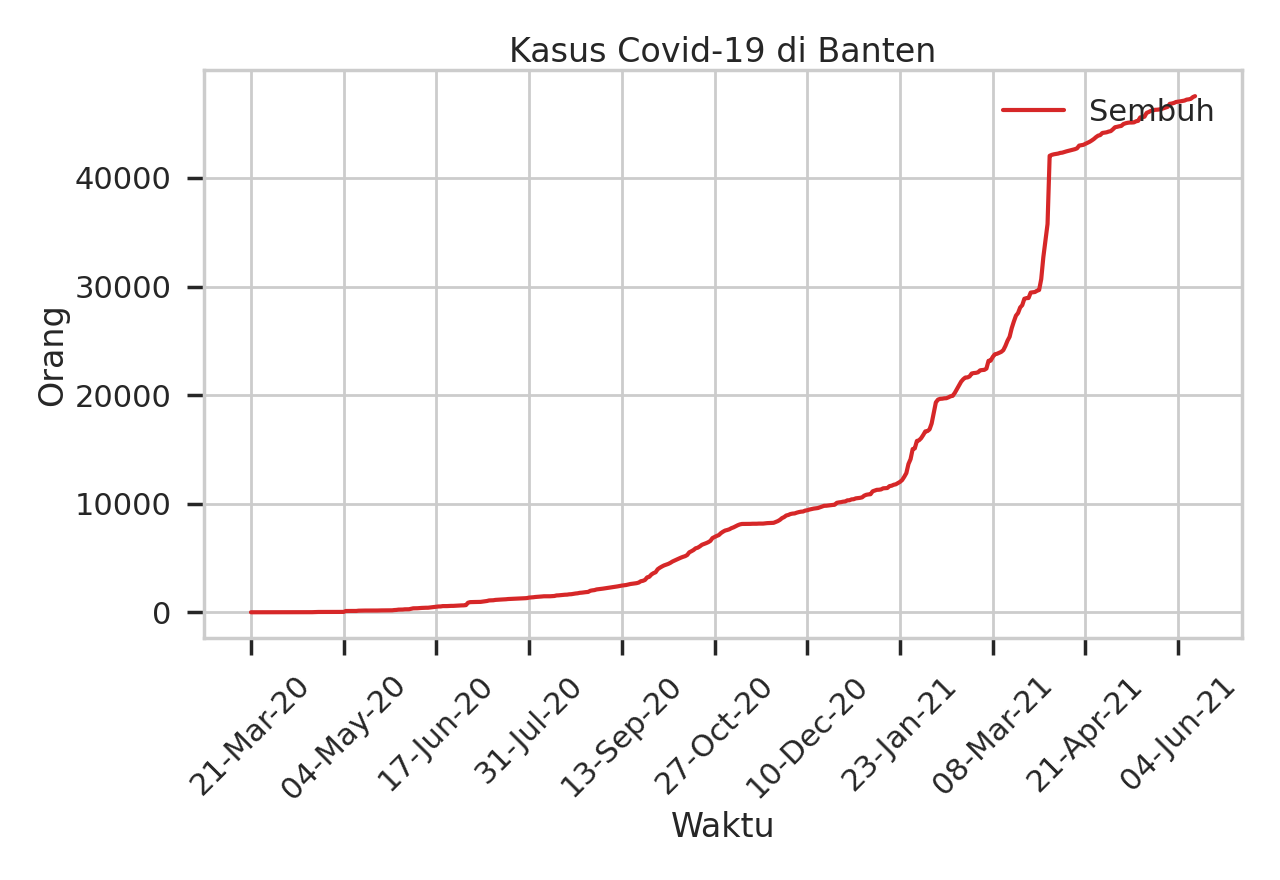 Kasus Covid-19 di Banten
Sembuh
Orang
40000
30000
20000
10000
0
21-Mar-20
04-May-20
17-Jun-20
31-Jul-20
13-Sep-20
27-Oct-20
10-Dec-20
23-Jan-21
08-Mar-21
21-Apr-21
04-Jun-21
Waktu